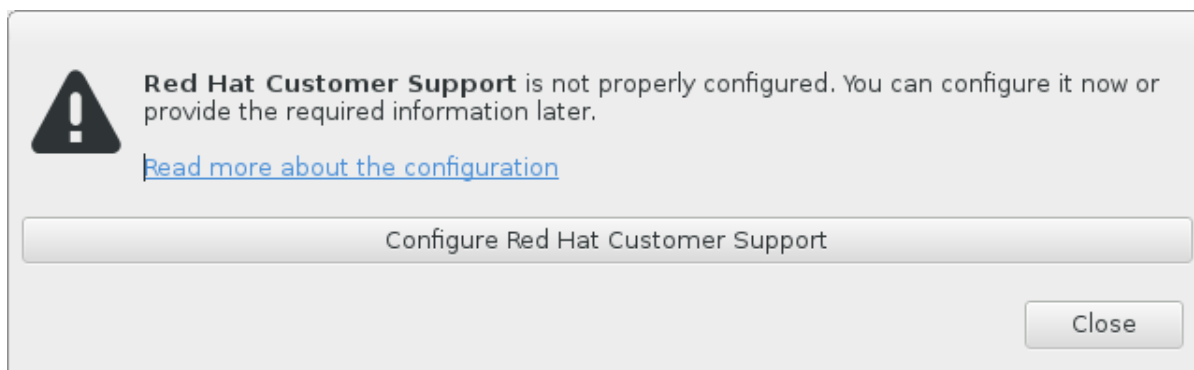 Red Hat Customer Support is not properly configured. You can configure it now or
provide the required information later.
Read more about the configuration
Configure Red Hat Customer Support
Close